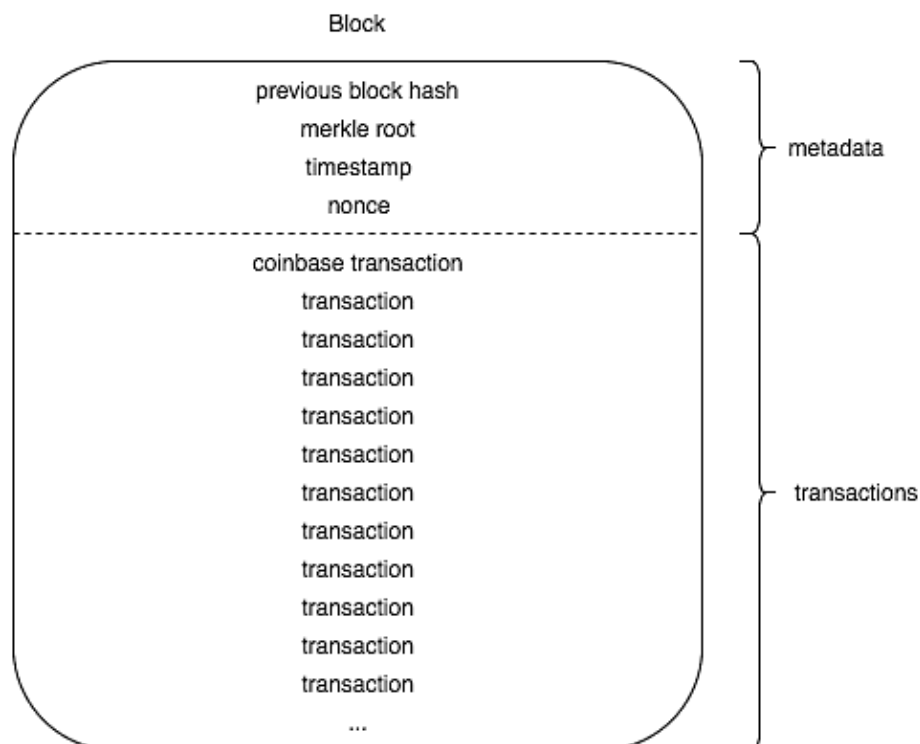 Block
previous block hash
merkle root
timestamp
nonce
metadata
coinbase transaction
transaction
transaction
transaction
transaction
transaction
transaction
transaction
transaction
transaction
transaction
transaction
...
transactions